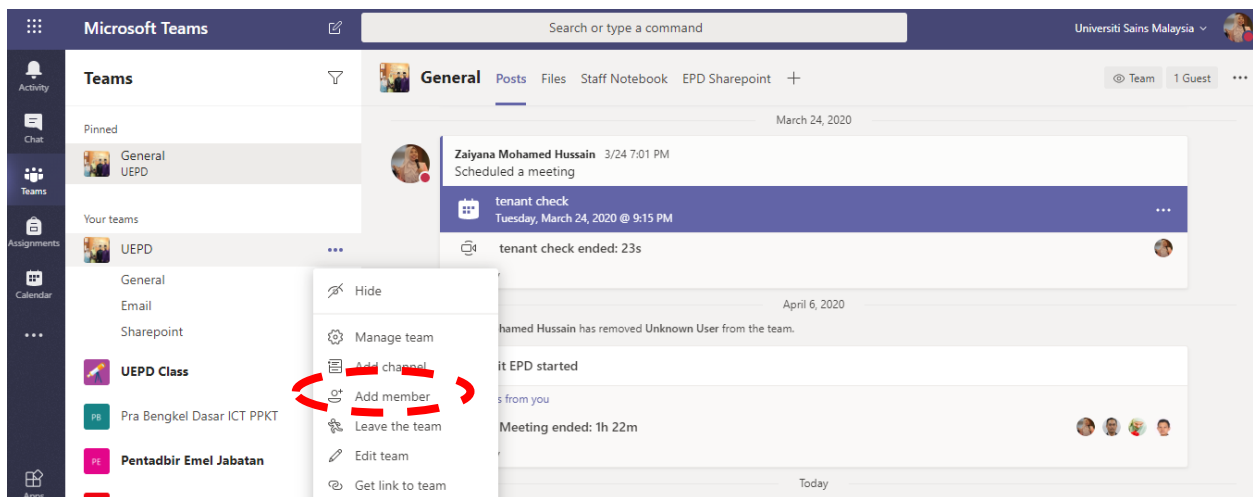 Microsoft Teams
Search or type a command
Universiti Sains Malaysia
Activity
Chat
Teams
Assignments
Calendar
Apps
Teams
Pinned
General
UEPD
Your teams
UEPD
General
Email
Sharepoint
UEPD Class
PB Pra Bengkel Dasar ICT PPKT
PE Pentadbir Emel Jabatan
Hide
Manage team
Add channel
Add member
Leave the team
Edit team
Get link to team
General Posts Files Staff Notebook EPD Sharepoint
Team 1 Guest
March 24, 2020
Zaiyana Mohamed Hussain 3/24 7:01 PM
Scheduled a meeting
tenant check
Tuesday, March 24, 2020 @ 9:15 PM
tenant check ended: 23s
April 6, 2020
hamed Hussain has removed Unknown User from the team.
it EPD started
s from you
Meeting ended: 1h 22m
Today